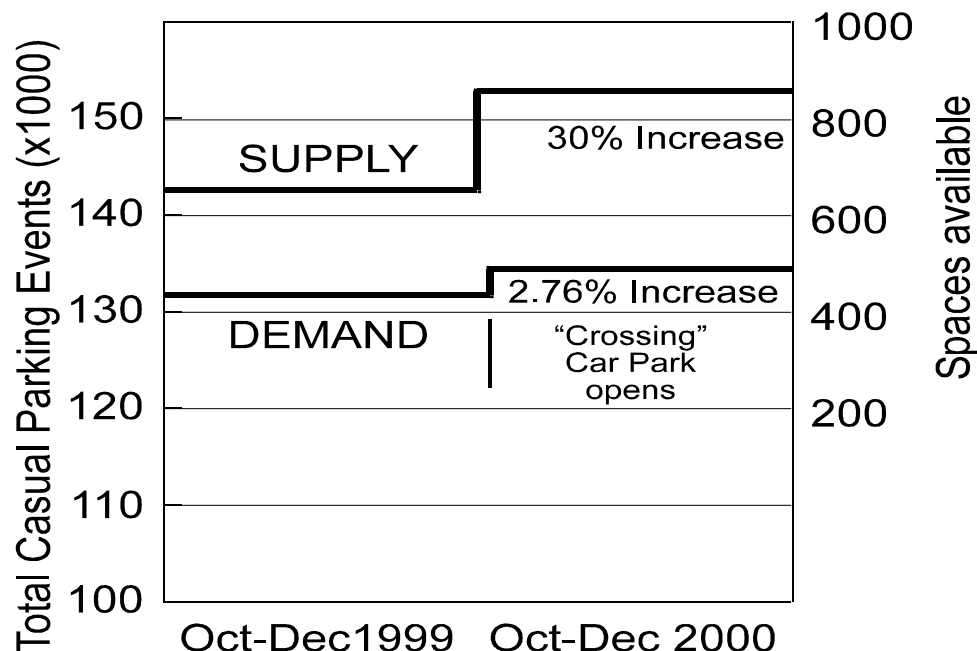 Total Casual Parking Events (x1000)
150
140
130
120
110
100
SUPPLY
30% Increase
2.76% Increase
DEMAND
“Crossing”
Car Park
opens
1000
800
600
400
200
Spaces available
Oct-Dec1999
Oct-Dec 2000